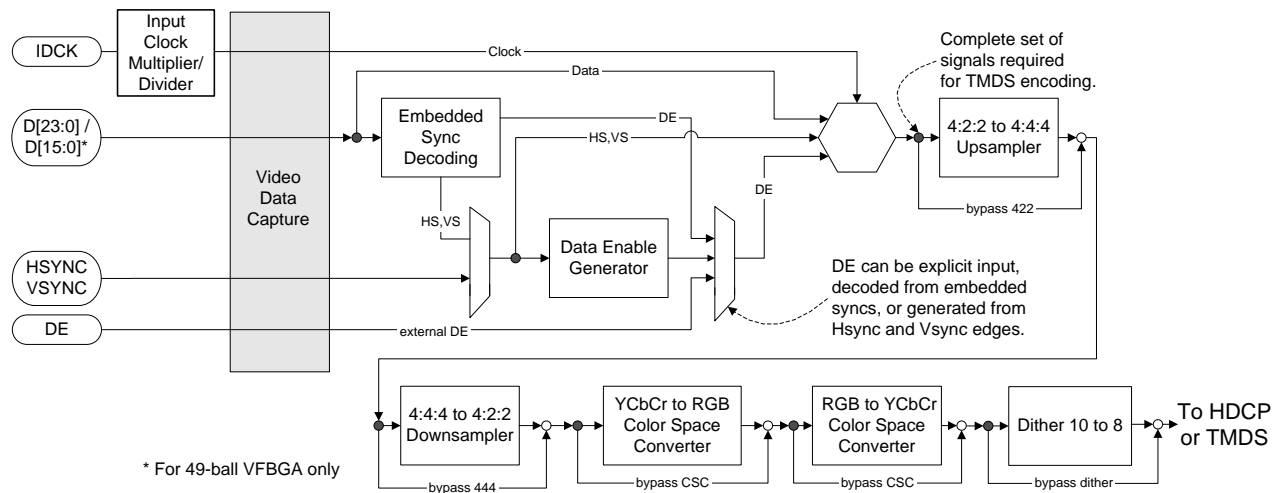 IDCK
Input
Clock
Multiplier/
Divider
Clock
Data
D[23:0] /
D[15:0]*
Video
Data
Capture
Embedded
Sync
Decoding
DE
HS,VS
HS,VS
DE
Complete set of
signals required
for TMDS encoding.
4:2:2 to 4:4:4
Upsampler
bypass 422
HSYNC
VSYNC
Data Enable
Generator
DE can be explicit input,
decoded from embedded
syncs, or generated from
Hsync and Vsync edges.
DE
external DE
4:4:4 to 4:2:2
Downsampler
bypass 444
YCbCr to RGB
Color Space
Converter
bypass CSC
RGB to YCbCr
Color Space
Converter
bypass CSC
Dither 10 to 8
bypass dither
To HDCP
or TMDS
* For 49-ball VFBGA only